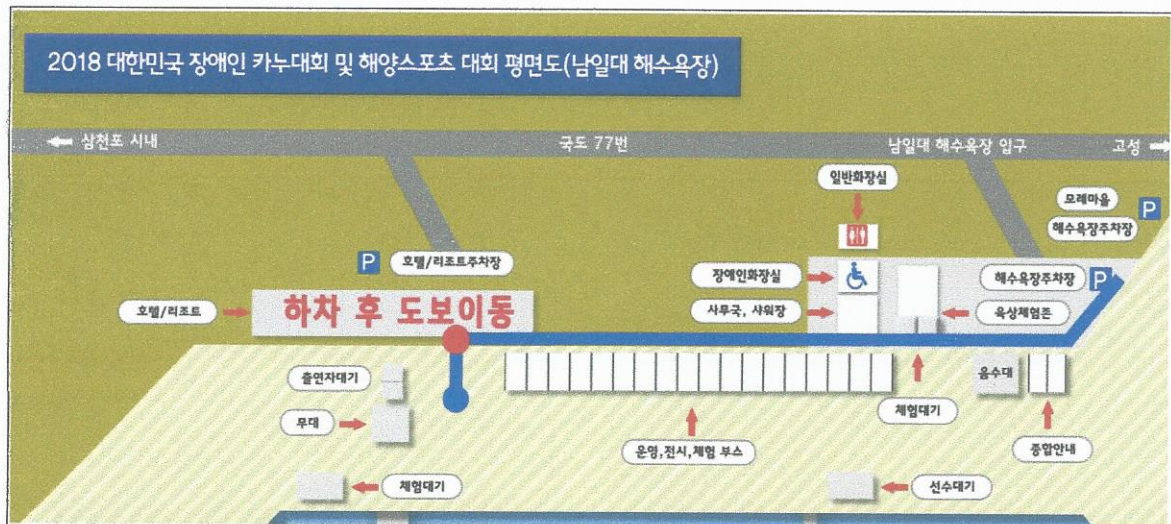 2018 대한민국 장애인 카누대회 및 해양스포츠 대회 평면도(남일대 해수욕장)
삼천포 시내
국도 77번
남일대 해수욕장 입구
고성
일반화장실
모례마을
P
해수욕장주차장
P
호텔/리조트주차장
장애인화장실
해수욕장주차장
P
호텔/리조트
하차 후 도보이동
사무국, 샤워장
육상체험존
출연자대기
음수대
무대
체험대기
운영,전시,체험 부스
종합안내
체험대기
선수대기